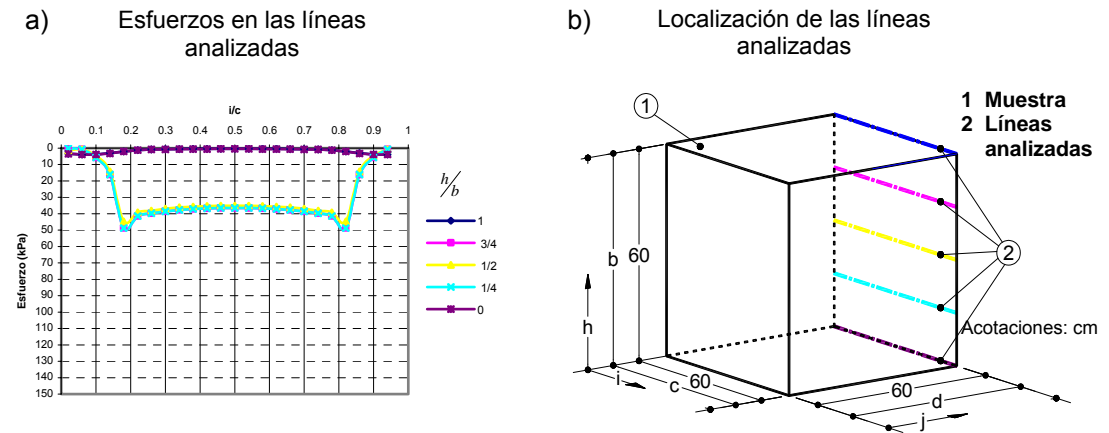 a)
Esfuerzos en las líneas
analizadas
i/c
0 0.1 0.2 0.3 0.4 0.5 0.6 0.7 0.8 0.9 1
0
10
20
30
40
50
60
70
80
90
100
110
120
130
140
150
Esfuerzo (kPa)
h/b
1
3/4
1/2
1/4
0
b)
Localización de las líneas
analizadas
1
1 Muestra
2 Líneas
analizadas
b 60
2
h
Acotaciones: cm
i
c
60
60
d
j